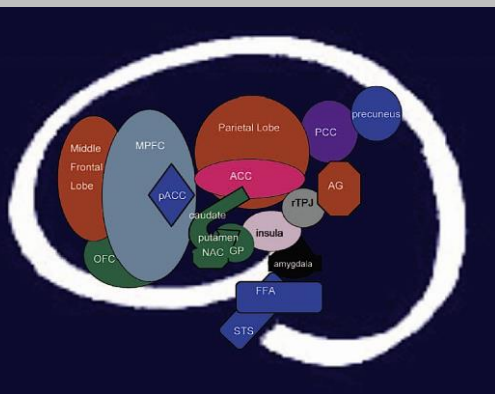 precuneus
Parietal Lobe
PCC
Middle
Frontal
Lobe
MPFC
ACC
AG
pACC
rTPJ
caudate
insula
putamen
NAC
GP
OFC
amygdala
FFA
STS